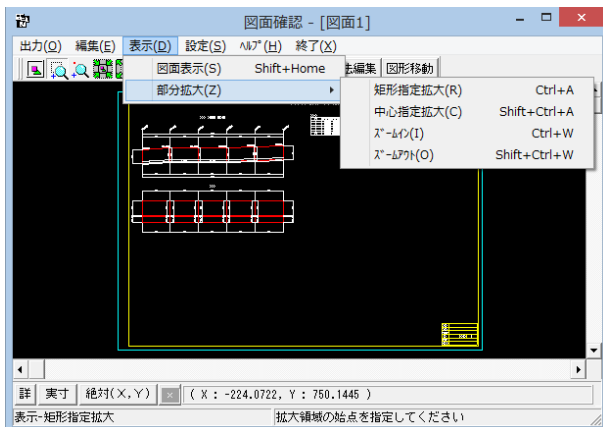 図面確認 - [図面1]
出力(O) 編集(E) 表示(D) 設定(S) ﾍﾙﾌﾟ(H) 終了(X)
図面表示(S) Shift+Home
編集 図形移動
部分拡大(Z)
矩形指定拡大(R) Ctrl+A
中心指定拡大(C) Shift+Ctrl+A
ｽﾞｰﾑｲﾝ(I) Ctrl+W
ｽﾞｰﾑｱｳﾄ(O) Shift+Ctrl+W
詳 実寸 絶対(X,Y) × ( X : -224.0722, Y : 750.1445 )
表示-矩形指定拡大 拡大領域の始点を指定してください